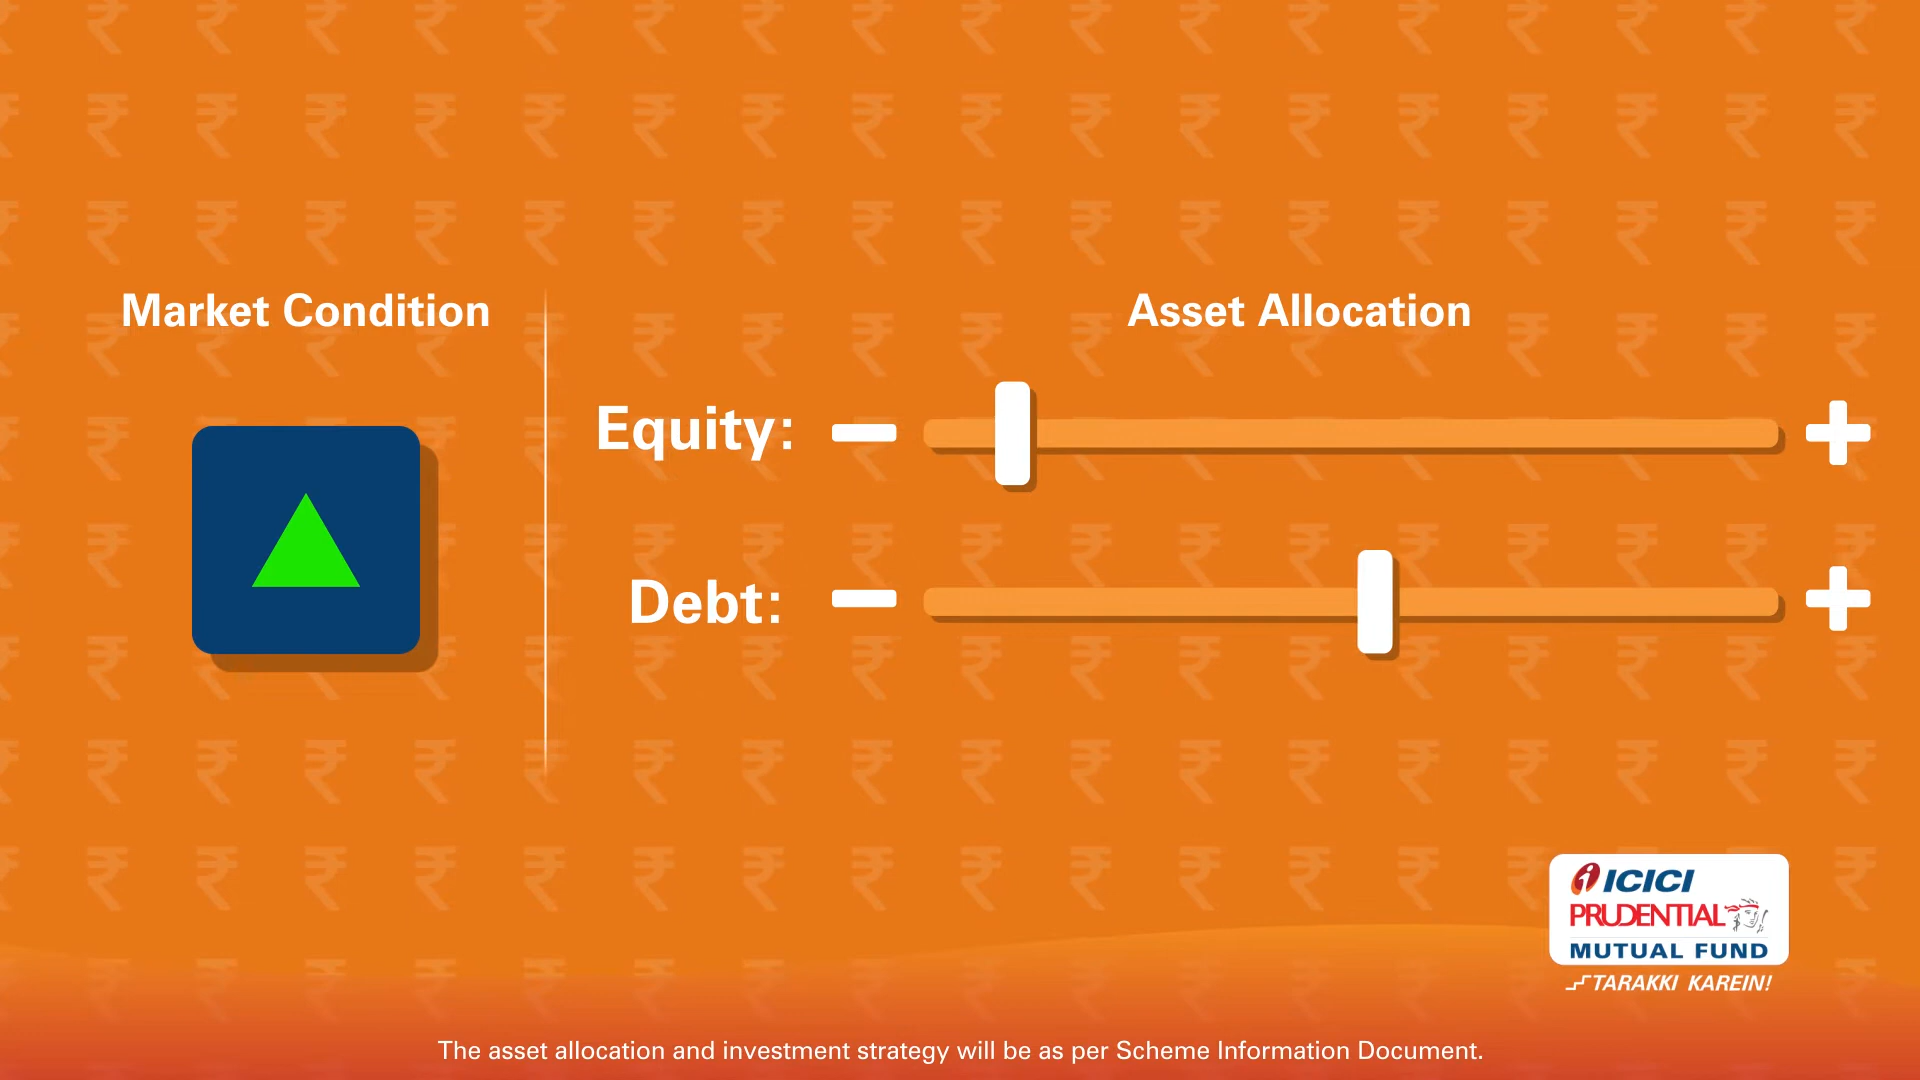 Market Condition
Asset Allocation
Equity:
Debt:
ICICI
PRUDENTIAL
MUTUAL FUND
TARAKKI KAREIN!
The asset allocation and investment strategy will be as per Scheme Information Document.